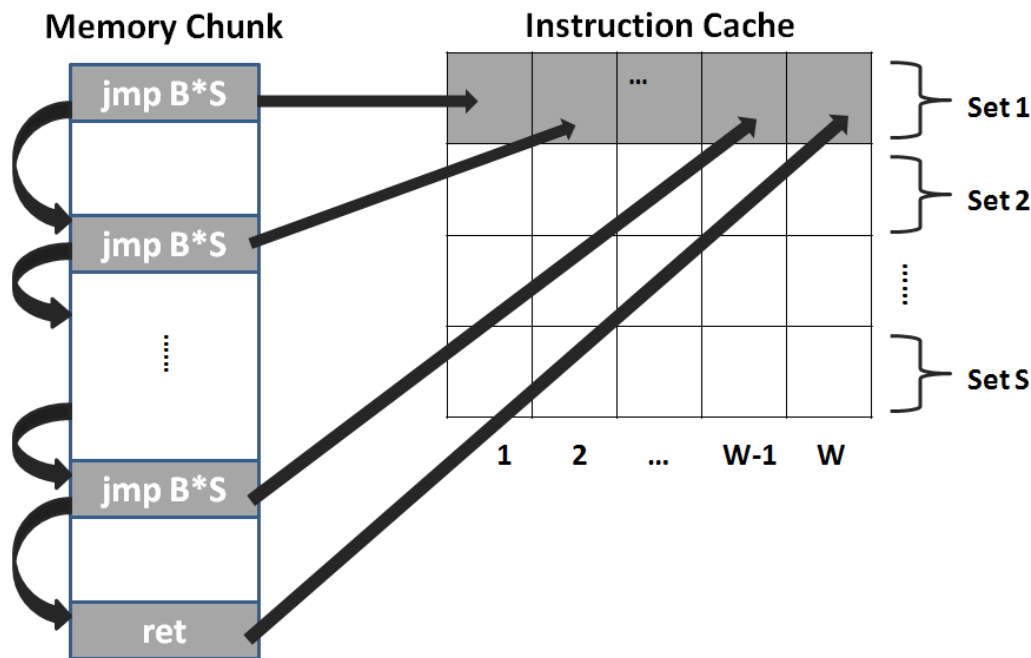 Memory Chunk
jmp B*S
jmp B*S
......
jmp B*S
ret
Instruction Cache
...
Set 1
Set 2
......
Set S
1 2 ... W-1 W